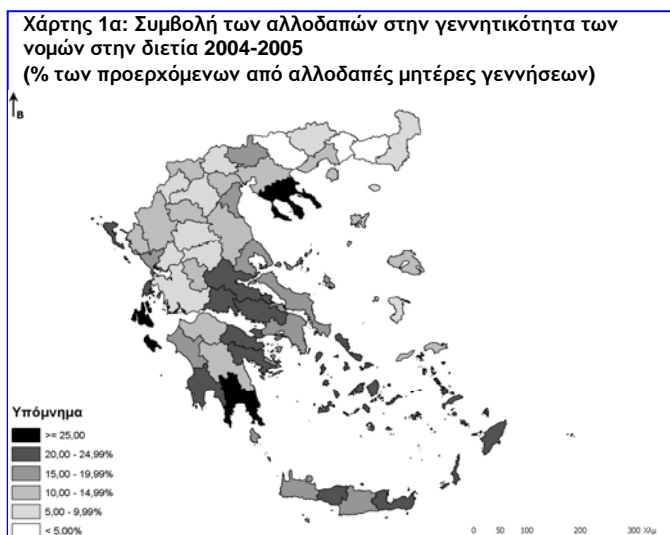 Χάρτης 1α: Συμβολή των αλλοδαπών στην γεννητικότητα των
νομών στην διετία 2004-2005
(% των προερχόμενων από αλλοδαπές μητέρες γεννήσεων)
Β
Υπόμνημα
>= 25,00
20,00 - 24,99%
15,00 - 19,99%
10,00 - 14,99%
5,00 - 9,99%
< 5,00%
0 50 100 200 300 Χλμ